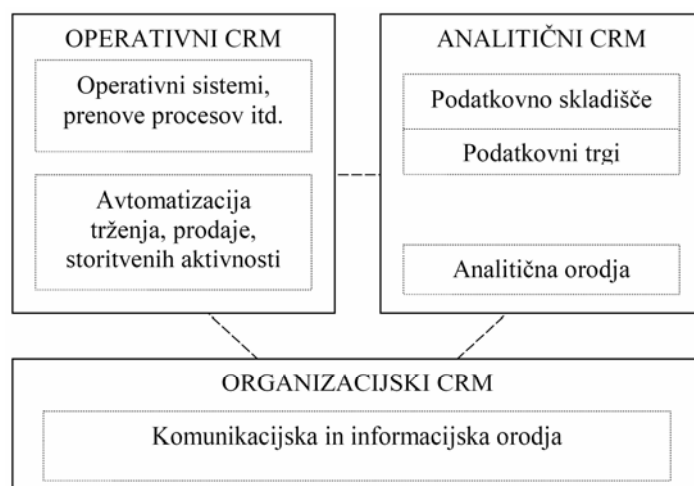 OPERATIVNI CRM
Operativni sistemi,
prenove procesov itd.
Avtomatizacija
trženja, prodaje,
storitvenih aktivnosti
ANALITIČNI CRM
Podatkovno skladišče
Podatkovni trgi
Analitična orodja
ORGANIZACIJSKI CRM
Komunikacijska in informacijska orodja